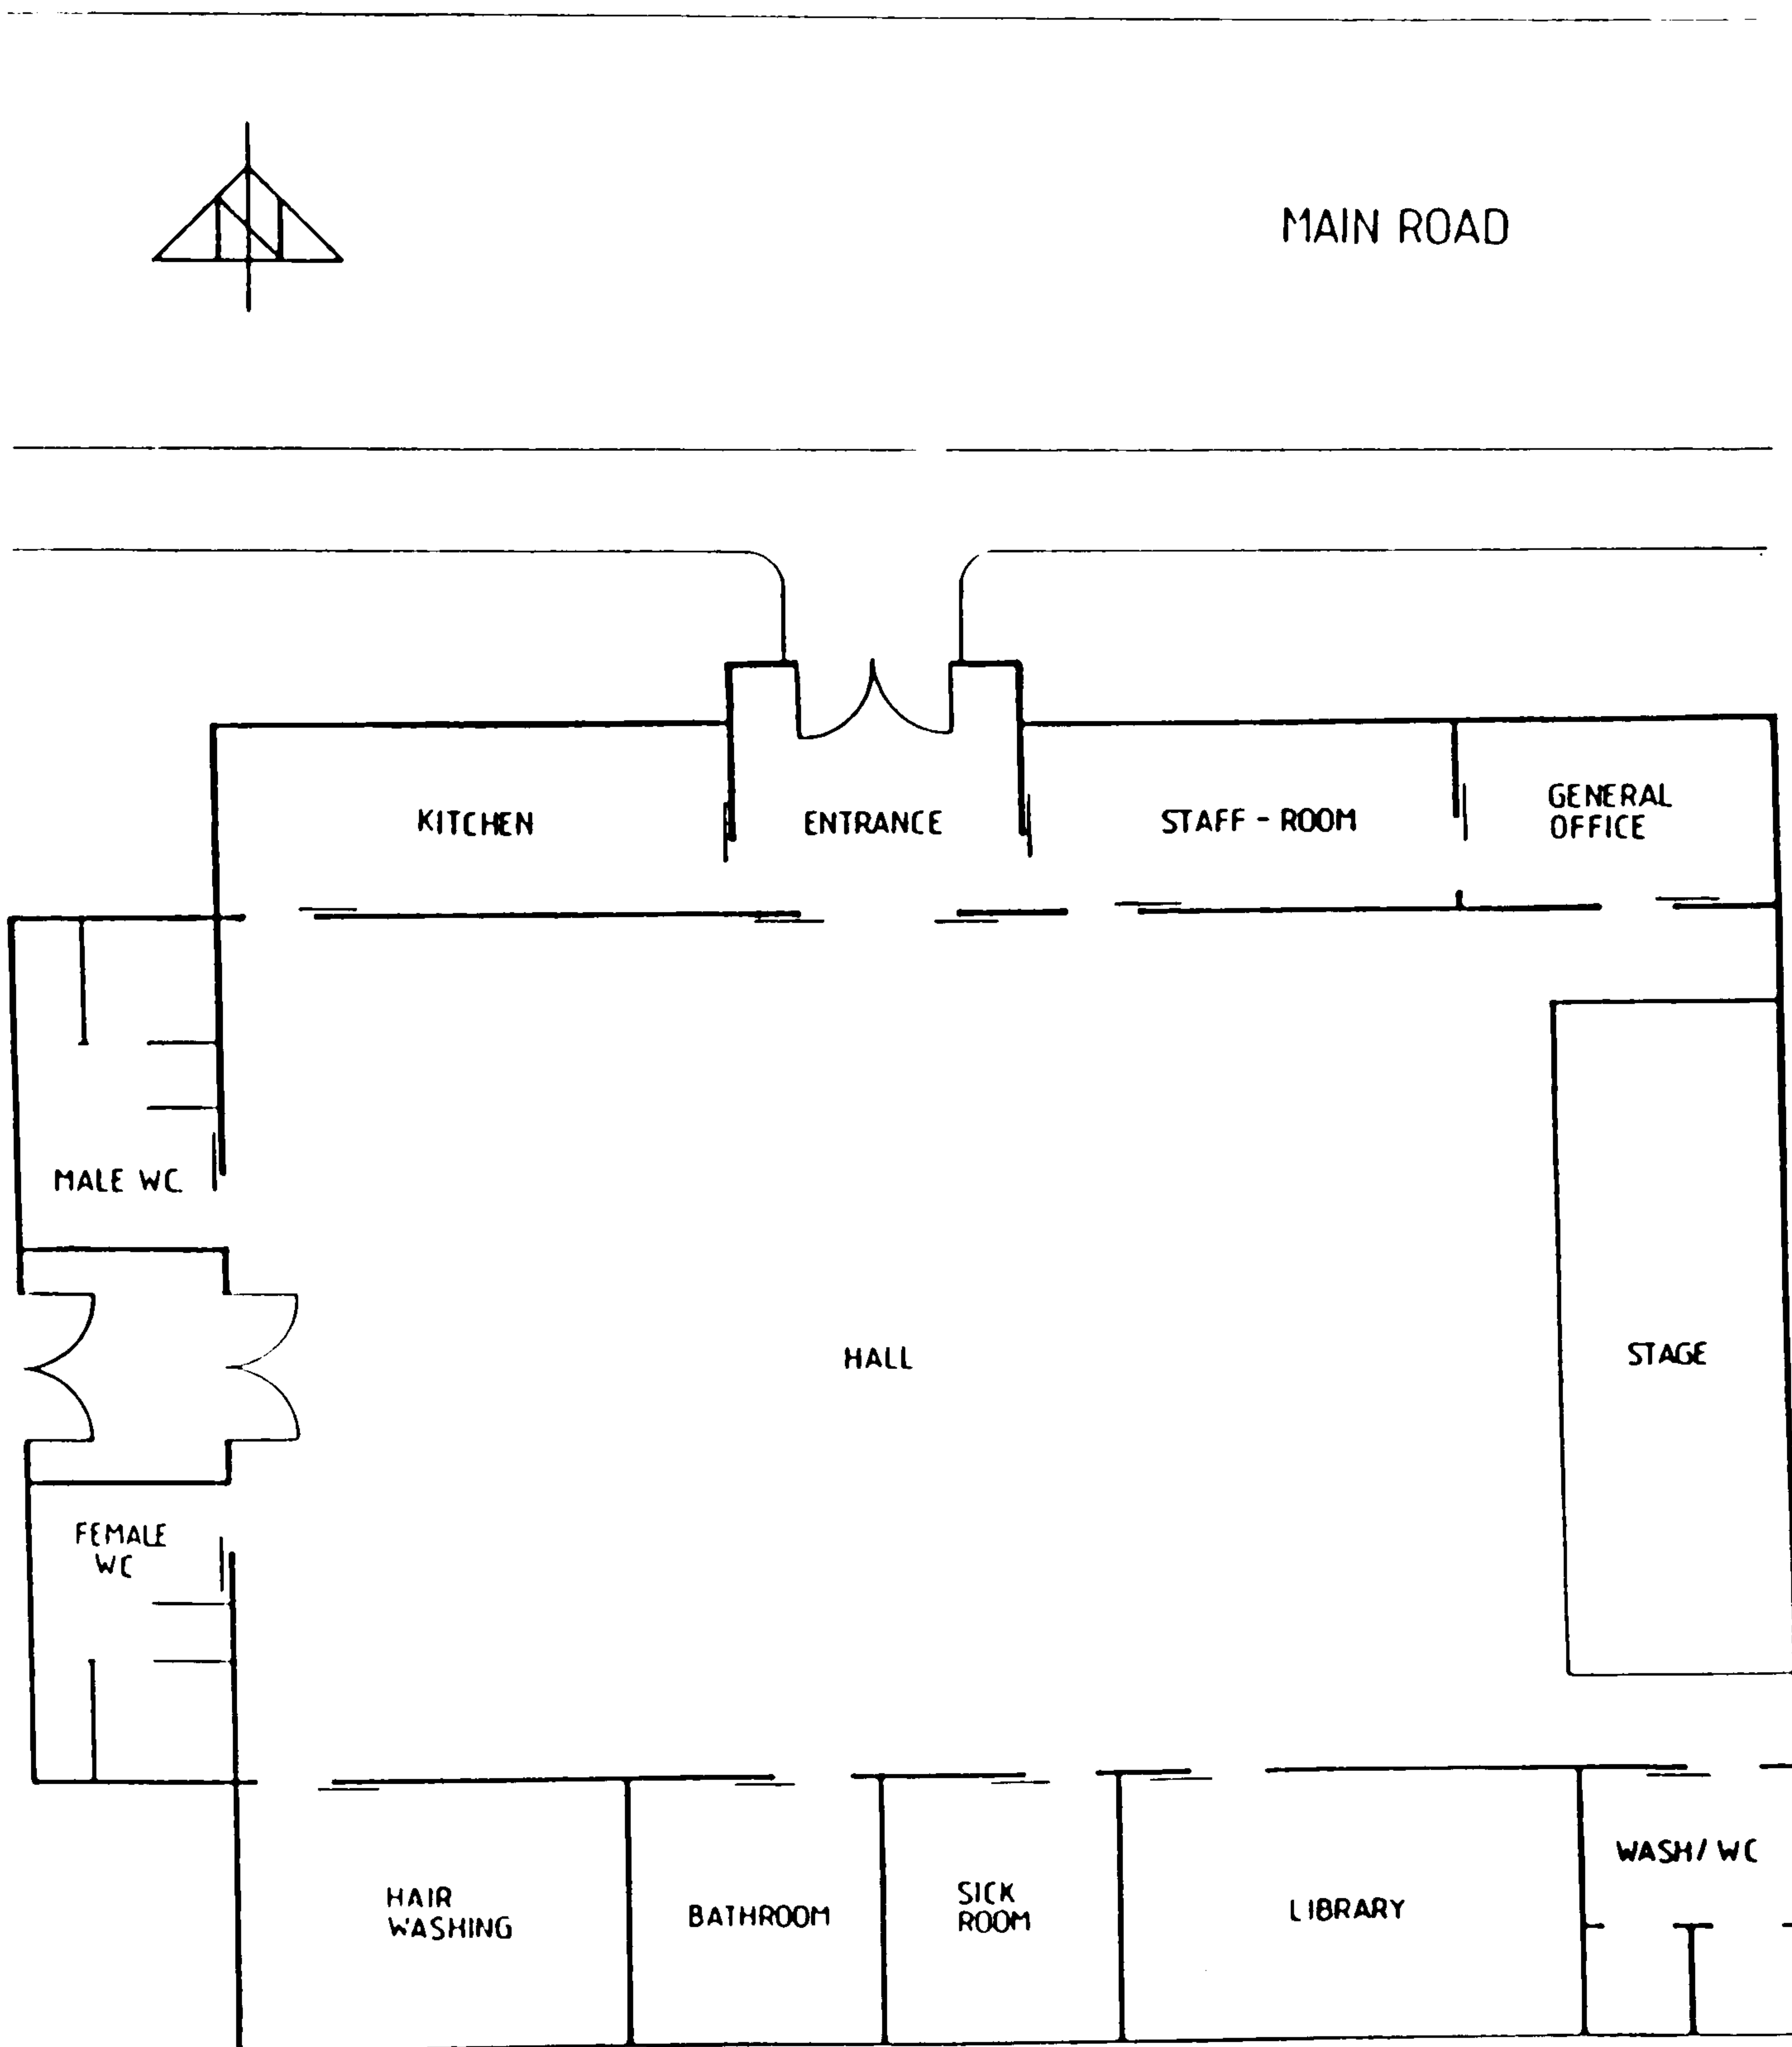 MAIN ROAD
KITCHEN
ENTRANCE
STAFF - ROOM
GENERAL
OFFICE
MALE WC
HALL
STAGE
FEMALE
WC
HAIR
WASHING
BATHROOM
SICK
ROOM
LIBRARY
WASH/WC